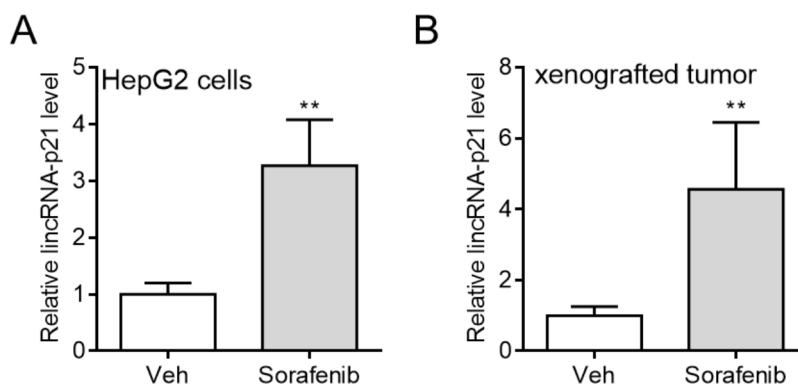 A
HepG2 cells
Relative lincRNA-p21 level
5
4
3
2
1
0
**
Veh
Sorafenib
B
xenografted tumor
Relative lincRNA-p21 level
8
6
4
2
0
**
Veh
Sorafenib